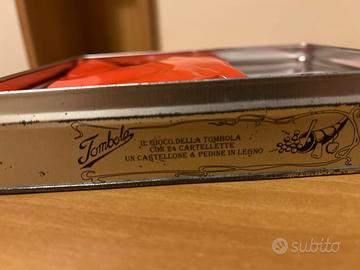 Tombola
IL GIOCO DELLA TOMBOLA
CON 24 CARTELLETTE
UN CARTELLONE & PEDINE IN LEGNO
subito